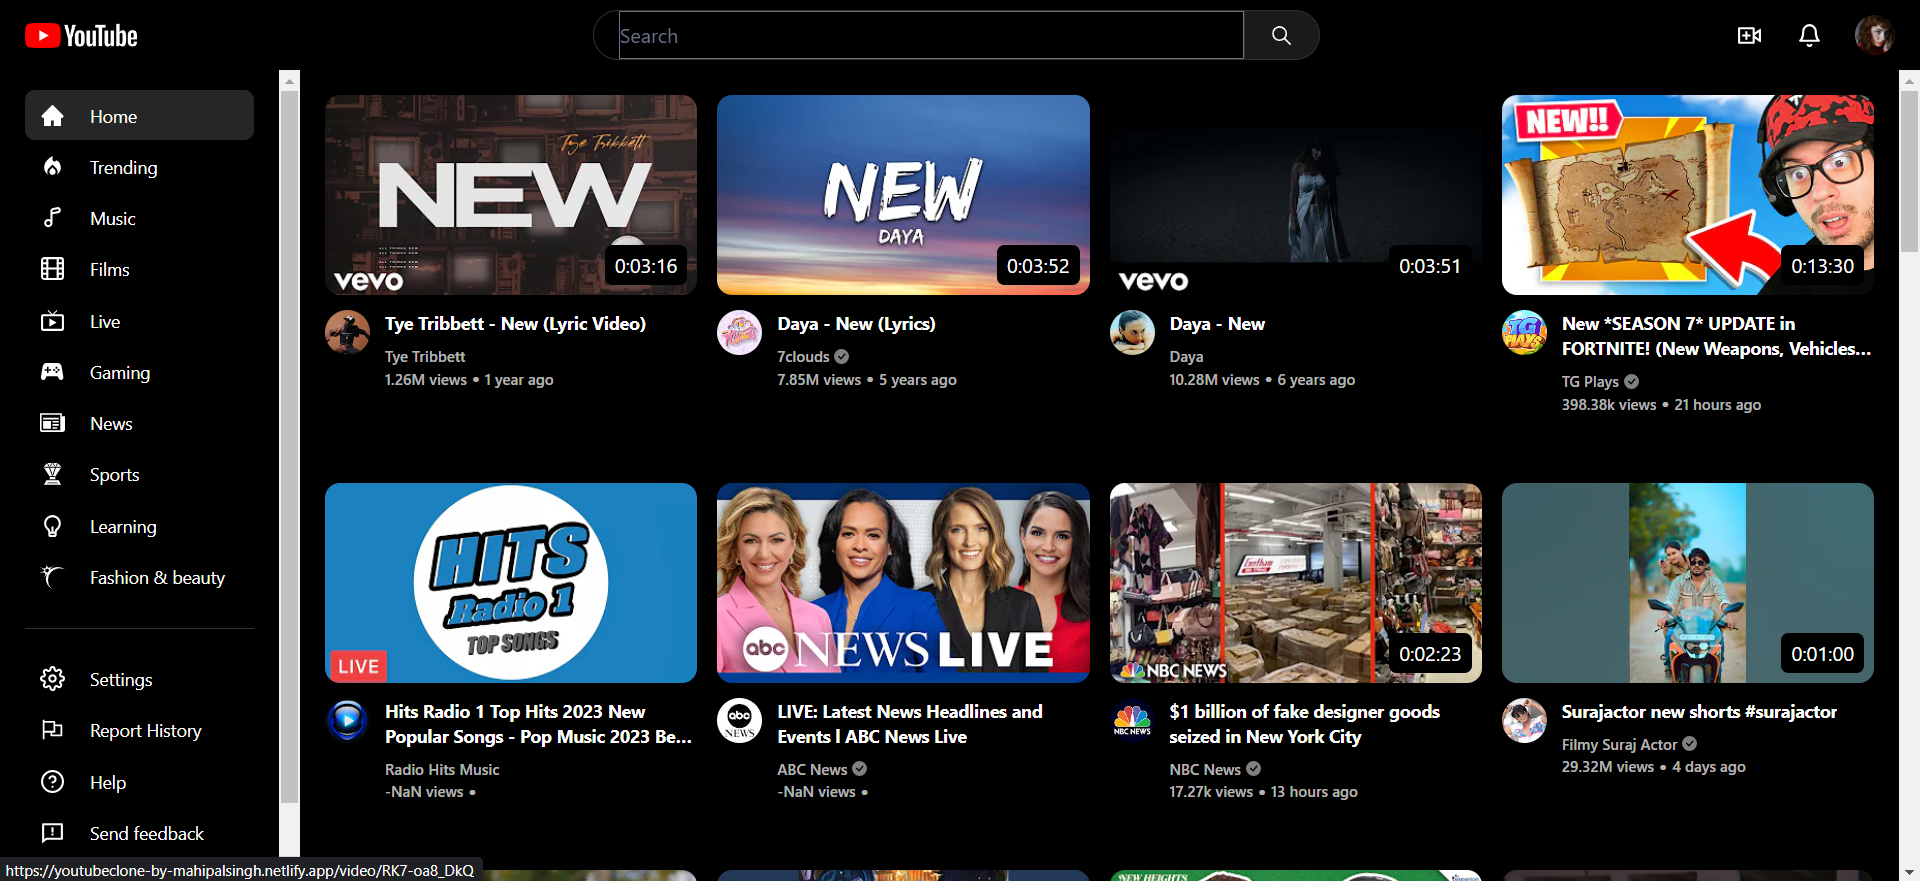 YouTube
Search
Home
Trending
Music
Films
Live
Gaming
News
Sports
Learning
Fashion & beauty
Settings
Report History
Help
Send feedback
Tye Tribbett
NEW
vevo
0:03:16
Tye Tribbett - New (Lyric Video)
Tye Tribbett
1.26M views • 1 year ago
NEW
DAYA
0:03:52
Daya - New (Lyrics)
7clouds
7.85M views • 5 years ago
vevo
0:03:51
Daya - New
Daya
10.28M views • 6 years ago
NEW!!
0:13:30
TG
PLAYS
New *SEASON 7* UPDATE in
FORTNITE! (New Weapons, Vehicles...
TG Plays
398.38k views • 21 hours ago
HITS
Radio 1
TOP SONGS
LIVE
Hits Radio 1 Top Hits 2023 New
Popular Songs - Pop Music 2023 Be...
Radio Hits Music
-NaN views •
abc NEWS LIVE
abc
NEWS
LIVE: Latest News Headlines and
Events l ABC News Live
ABC News
-NaN views •
NBC NEWS
0:02:23
NBC NEWS
$1 billion of fake designer goods
seized in New York City
NBC News
17.27k views • 13 hours ago
0:01:00
Surajactor new shorts #surajactor
Filmy Suraj Actor
29.32M views • 4 days ago
NEW HEIGHTS
https://youtubeclone-by-mahipalsingh.netlify.app/video/RK7-oa8_DkQ